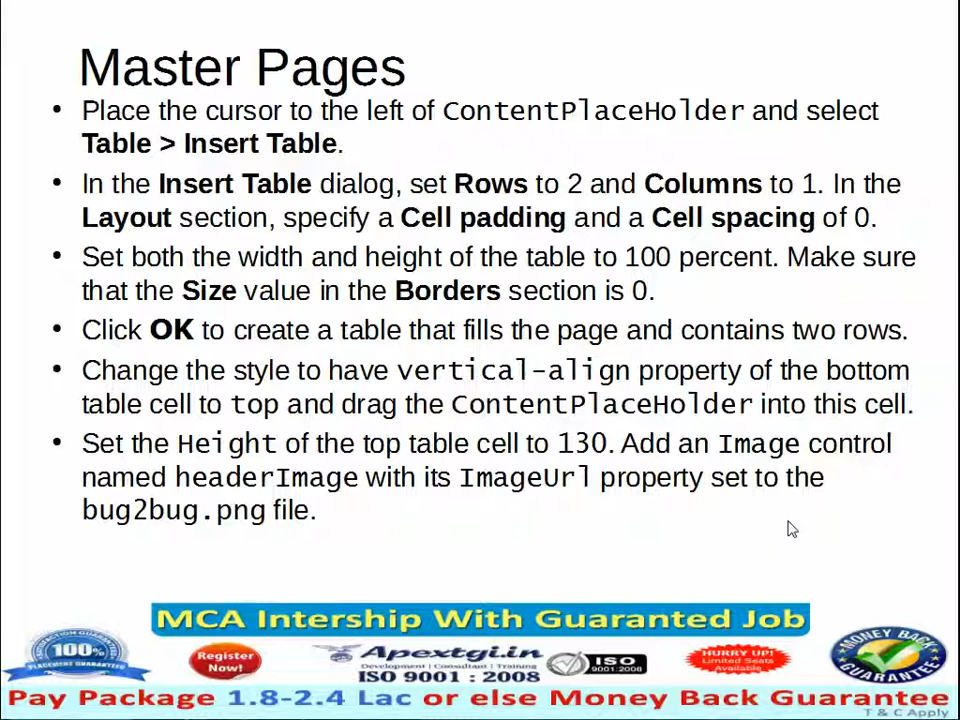 Master Pages
• Place the cursor to the left of ContentPlaceHolder and select
Table > Insert Table.
• In the Insert Table dialog, set Rows to 2 and Columns to 1. In the
Layout section, specify a Cell padding and a Cell spacing of 0.
• Set both the width and height of the table to 100 percent. Make sure
that the Size value in the Borders section is 0.
• Click OK to create a table that fills the page and contains two rows.
• Change the style to have vertical-align property of the bottom
table cell to top and drag the ContentPlaceHolder into this cell.
• Set the Height of the top table cell to 130. Add an Image control
named headerImage with its ImageUrl property set to the
bug2bug.png file.
MCA Intership With Guaranted Job
100%
PLACEMENT GUARANTEED
Register
Now!
Apextgi.in
Development | Consultant | Training
ISO 9001 : 2008
ISO
9001:2008
HURRY UP!
Limited Seats
Available
MONEY BACK
GUARANTEE
Pay Package 1.8-2.4 Lac or else Money Back Guarantee
T & C Apply